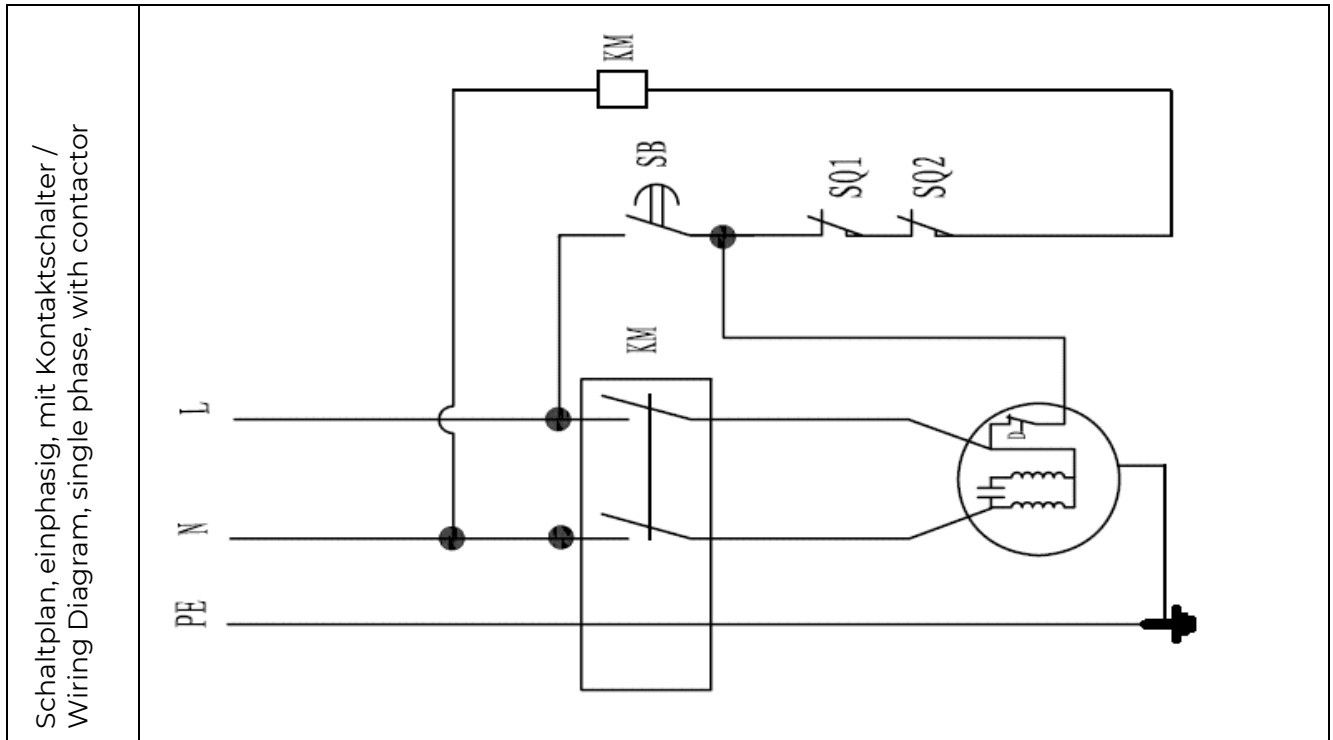 Schaltplan, einphasig, mit Kontaktschalter /
Wiring Diagram, single phase, with contactor
KM
SB
SQ1
SQ2
KM
L
D
N
PE